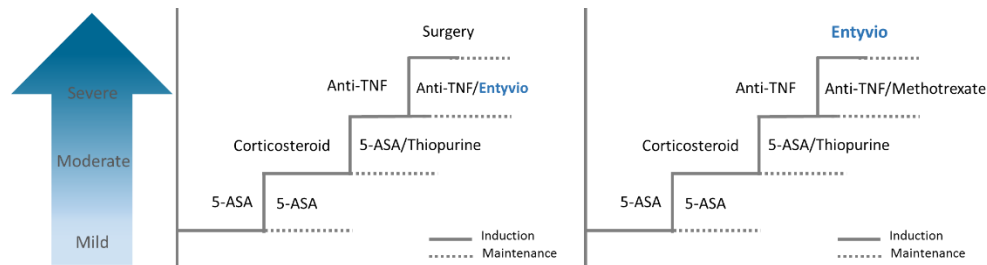 Severe
Moderate
Mild
Surgery
Anti-TNF
Anti-TNF/Entyvio
Corticosteroid
5-ASA/Thiopurine
5-ASA
5-ASA
Induction
Maintenance
Entyvio
Anti-TNF
Anti-TNF/Methotrexate
Corticosteroid
5-ASA/Thiopurine
5-ASA
5-ASA
Induction
Maintenance